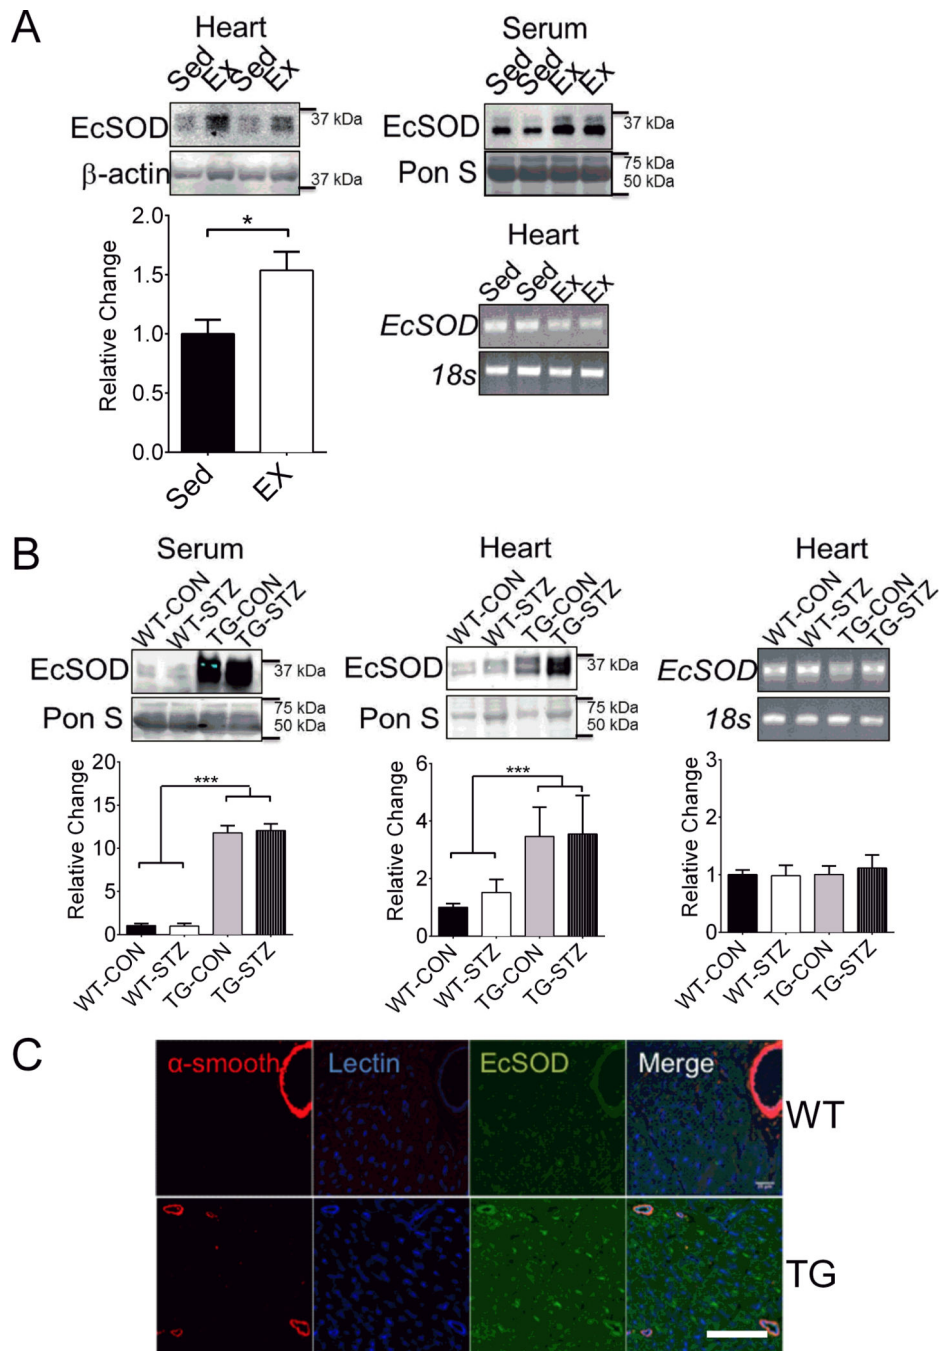 A
Heart
Sed Ex Sed Ex
EcSOD
37 kDa
β-actin
37 kDa
Relative Change
2.0
1.5
1.0
0.5
0.0
*
Sed
EX
Serum
Sed Sed Ex Ex
EcSOD
37 kDa
Pon S
75 kDa
50 kDa
Heart
Sed Sed Ex Ex
EcSOD
18s
B
Serum
WT-CON WT-STZ TG-CON TG-STZ
EcSOD
37 kDa
Pon S
75 kDa
50 kDa
Relative Change
20
15
10
5
0
***
WT-CON WT-STZ TG-CON TG-STZ
Heart
WT-CON WT-STZ TG-CON TG-STZ
EcSOD
37 kDa
Pon S
75 kDa
50 kDa
Relative Change
6
4
2
0
***
WT-CON WT-STZ TG-CON TG-STZ
Heart
WT-CON WT-STZ TG-CON TG-STZ
EcSOD
18s
Relative Change
3
2
1
0
WT-CON WT-STZ TG-CON TG-STZ
C
α-smooth Lectin EcSOD Merge
WT
TG